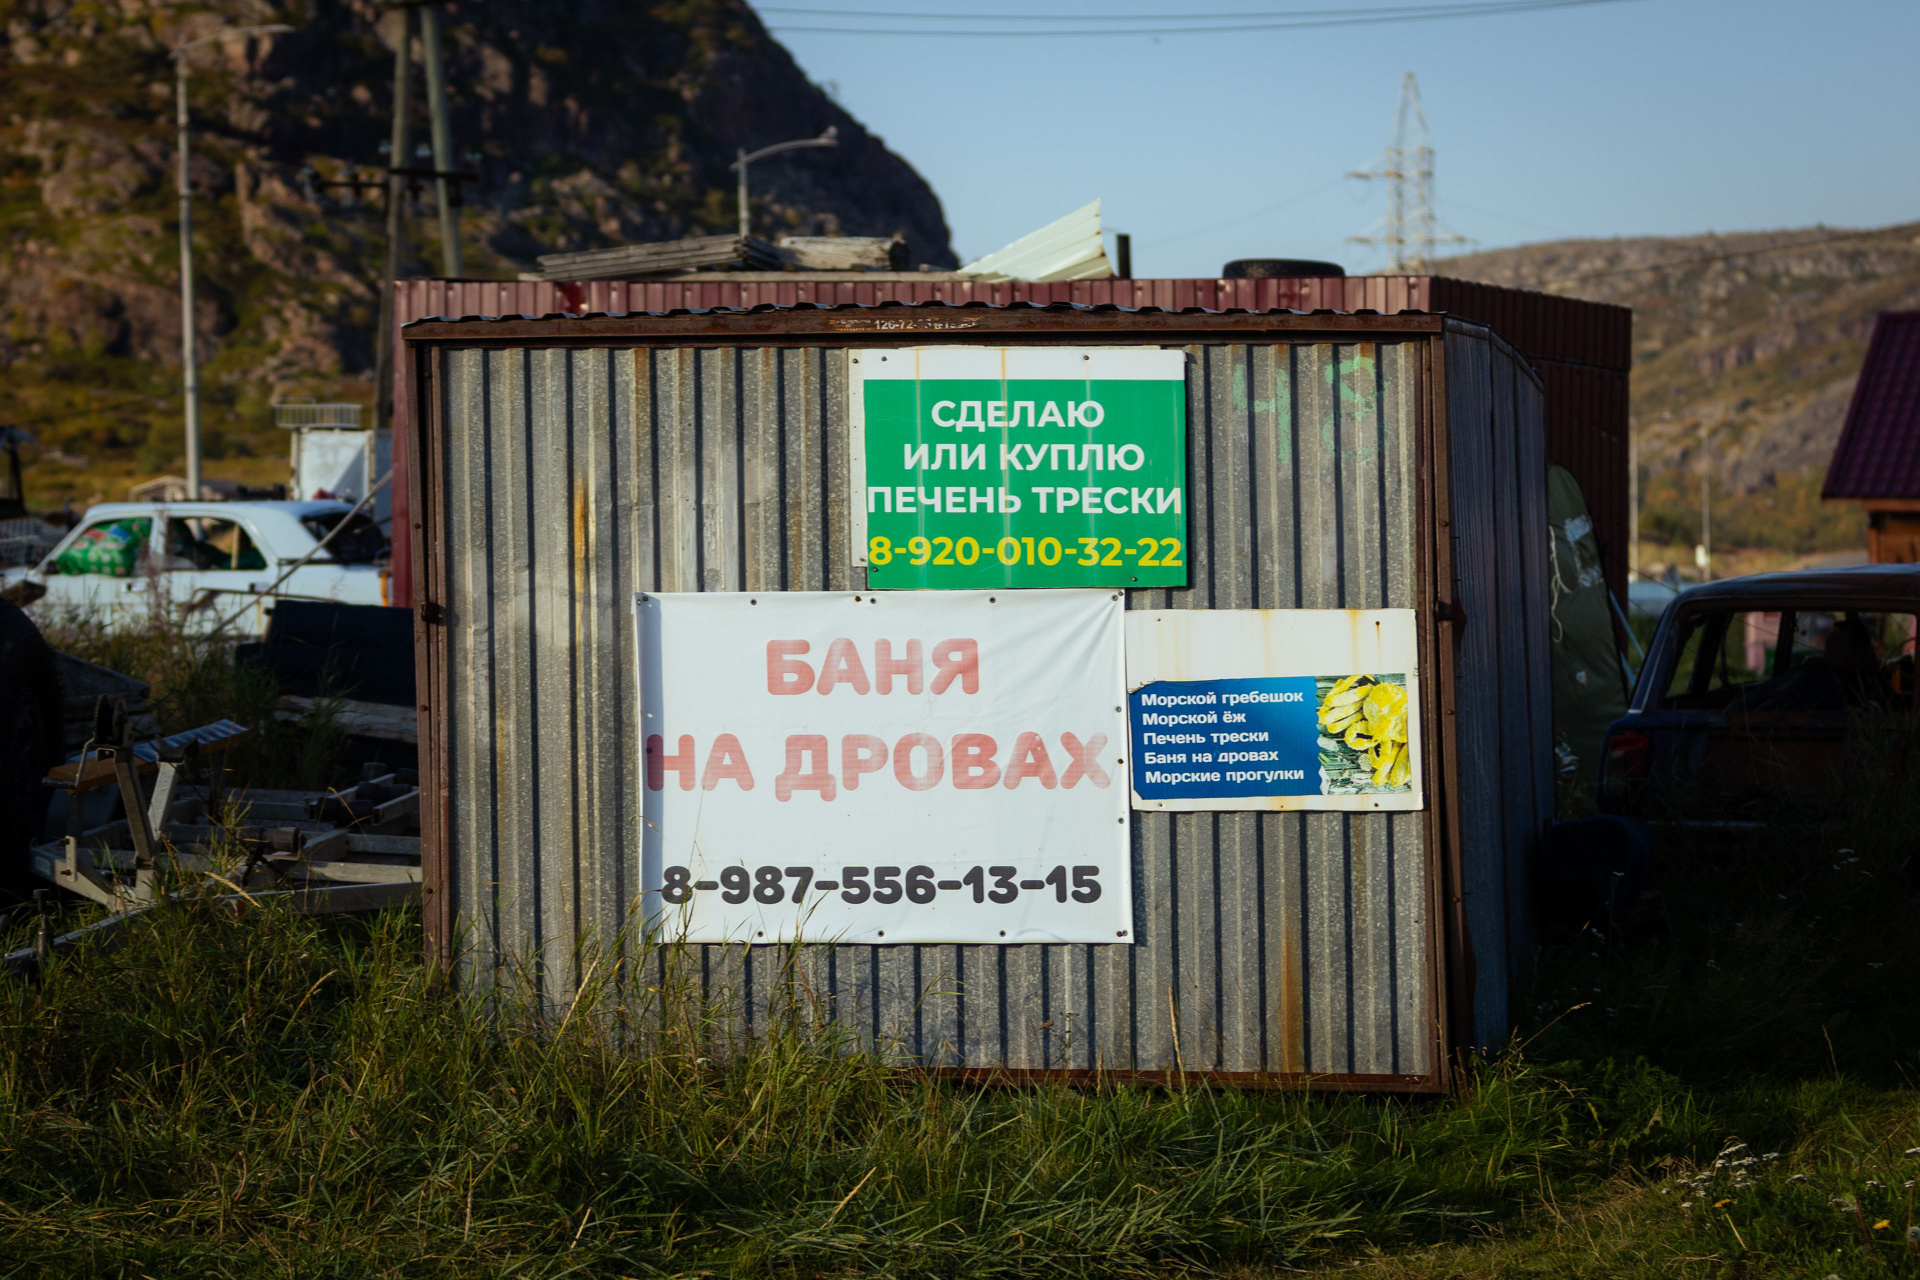 СДЕЛАЮ
ИЛИ КУПЛЮ
ПЕЧЕНЬ ТРЕСКИ
8-920-010-32-22
48
БАНЯ
НА ДРОВАХ
8-987-556-13-15
Морской гребешок
Морской ёж
Печень трески
Баня на дровах
Морские прогулки